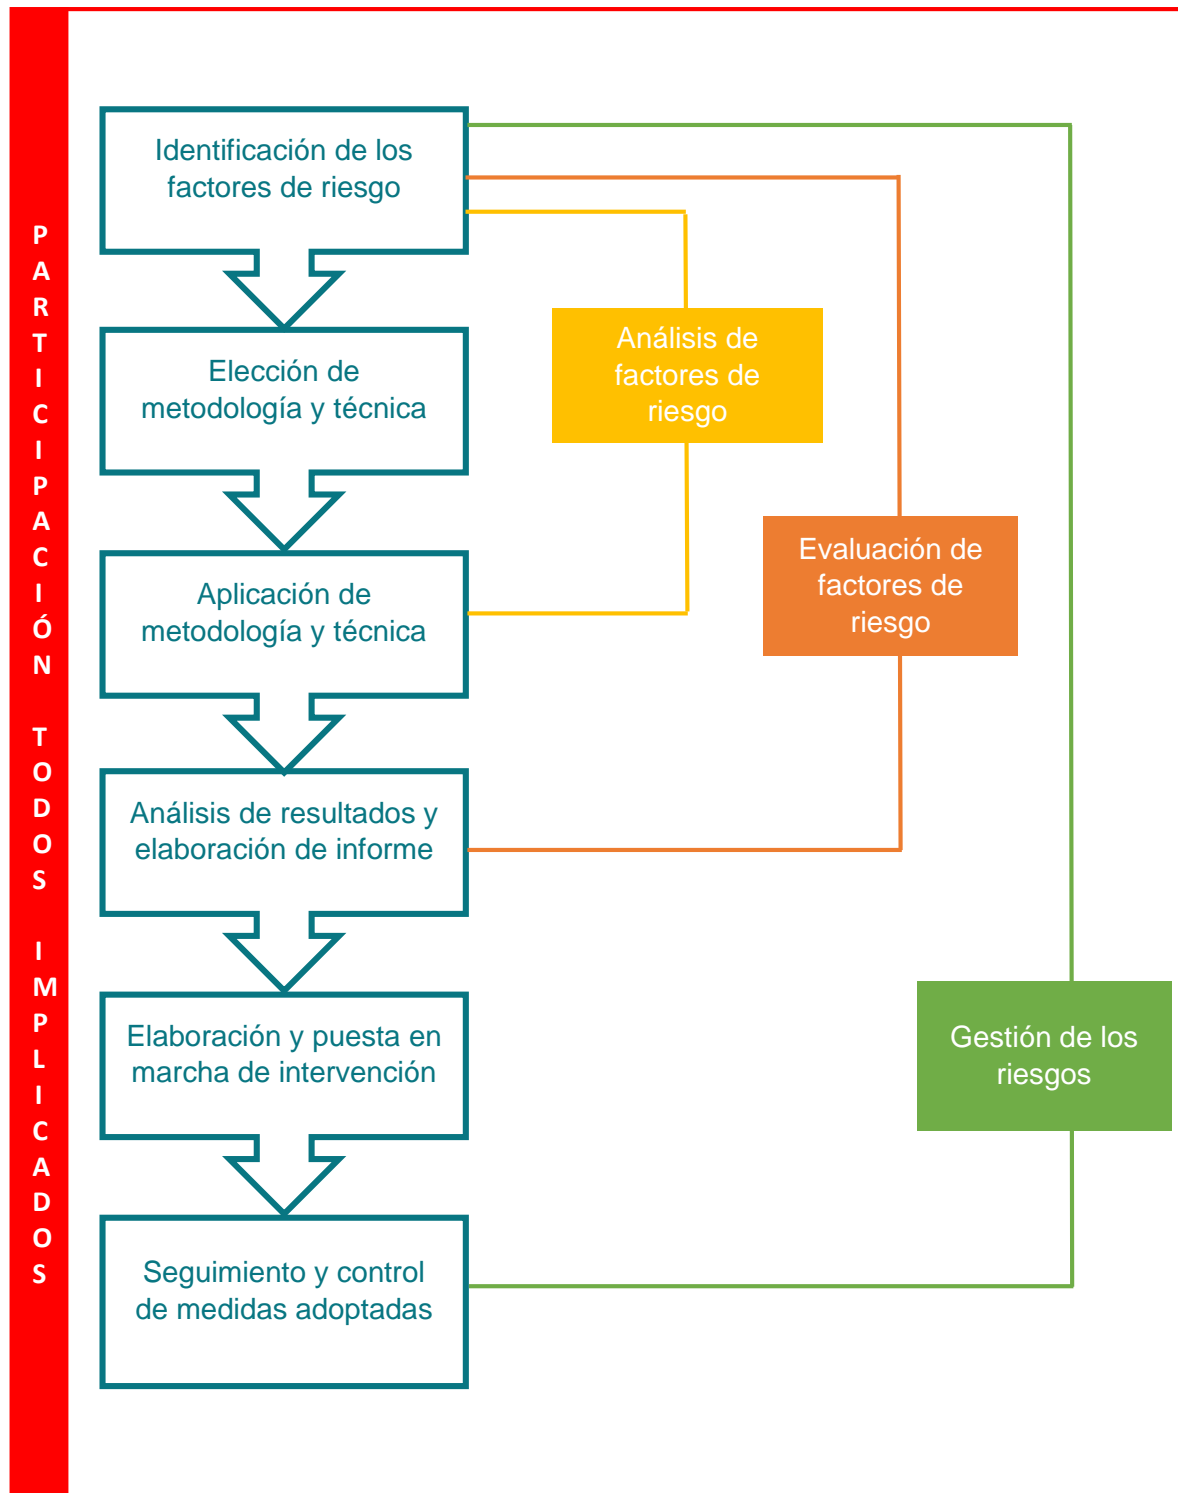 PARTICIPACIÓN TODOS IMPLICADOS
Identificación de los
factores de riesgo
Elección de
metodología y técnica
Aplicación de
metodología y técnica
Análisis de resultados y
elaboración de informe
Elaboración y puesta en
marcha de intervención
Seguimiento y control
de medidas adoptadas
Análisis de
factores de
riesgo
Evaluación de
factores de
riesgo
Gestión de los
riesgos